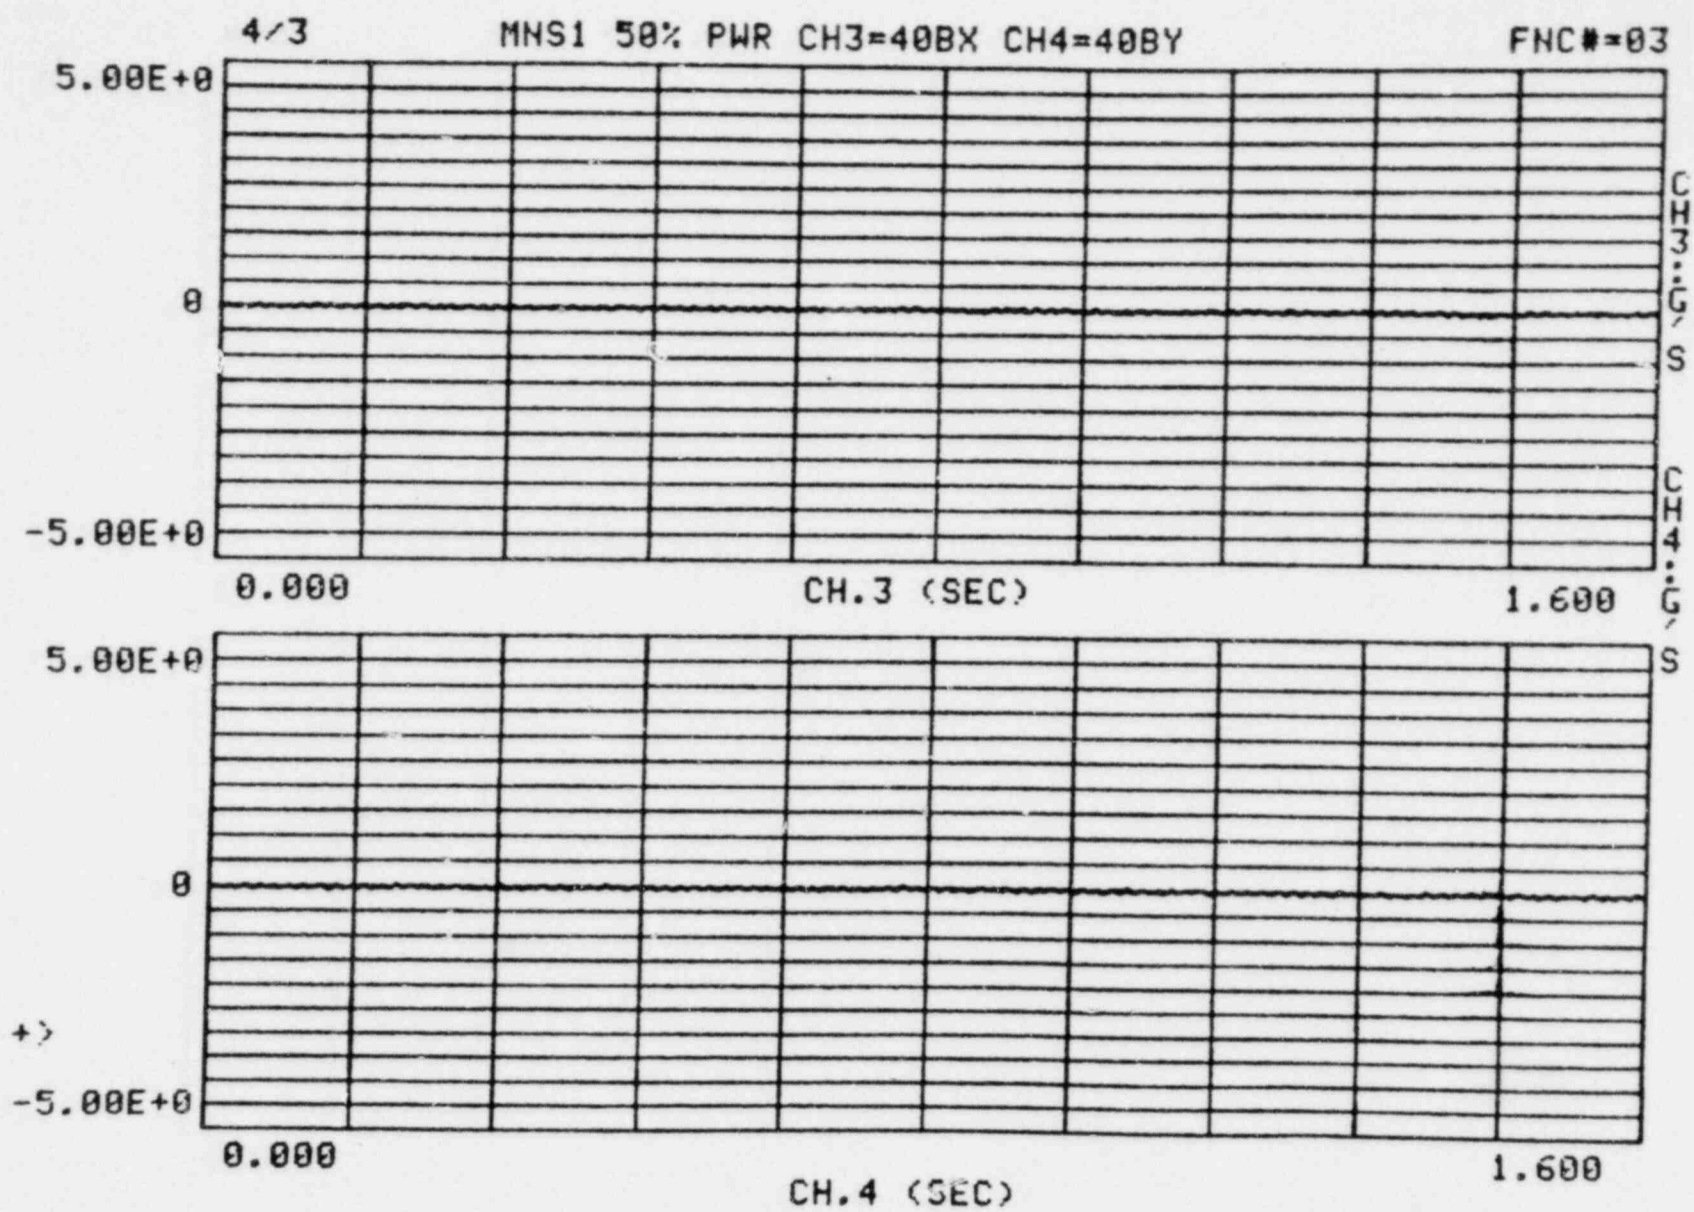 4/3 MNS1 50% PWR CH3=40BX CH4=40BY FNC#=03
5.00E+0
0
-5.00E+0
0.000 CH.3 (SEC) 1.600
CH3:G'S CH4:G'S
5.00E+0
0
+>
-5.00E+0
0.000 1.600
CH.4 (SEC)